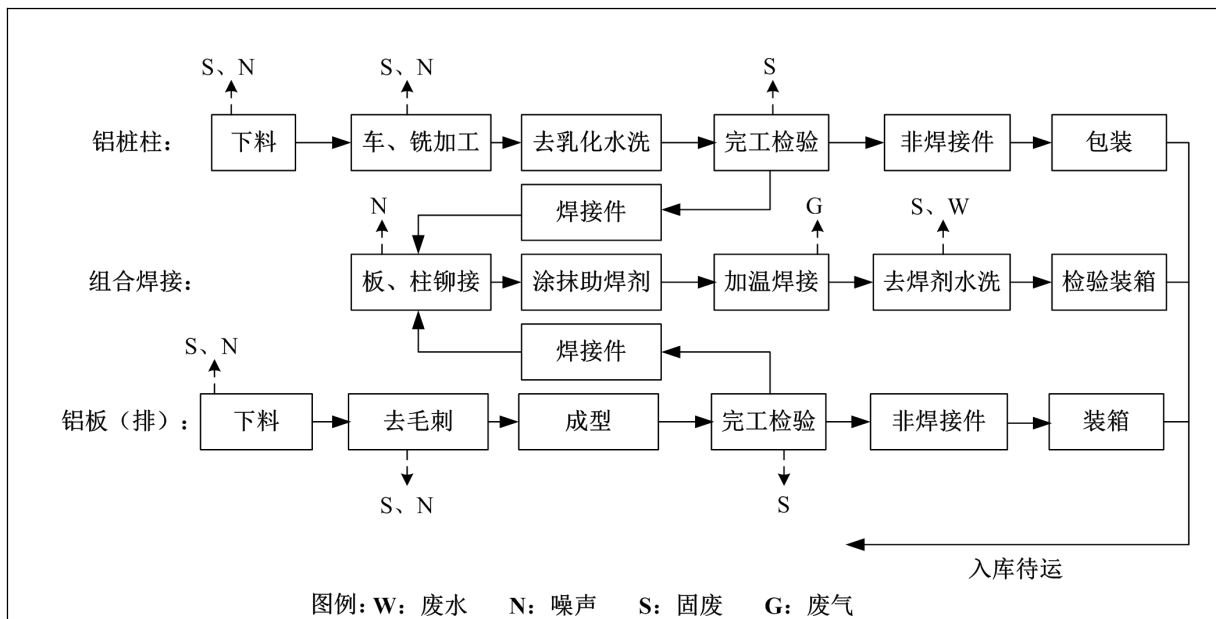 S、N
S、N
S
铝桩柱：
下料
车、铣加工
去乳化水洗
完工检验
非焊接件
包装
N
焊接件
G
S、W
组合焊接：
板、柱铆接
涂抹助焊剂
加温焊接
去焊剂水洗
检验装箱
S、N
焊接件
铝板（排）：
下料
去毛刺
成型
完工检验
非焊接件
装箱
S、N
S
入库待运
图例：W：废水 N：噪声 S：固废 G：废气